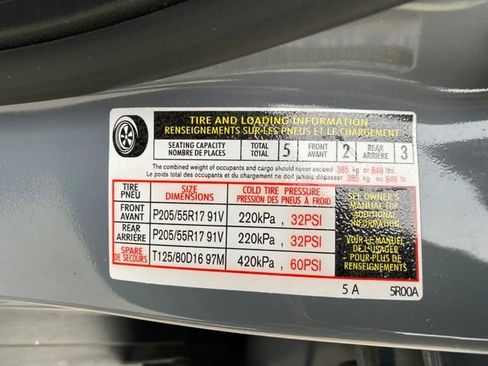 TIRE AND LOADING INFORMATION
RENSEIGNEMENTS SUR LES PNEUS ET LE CHARGEMENT
SEATING CAPACITY
NOMBRE DE PLACES
TOTAL
TOTAL
5
FRONT
AVANT
2
REAR
ARRIÈRE
3
The combined weight of occupants and cargo should never exceed 385 kg or 849 lbs.
Le poids total des occupants et du chargement ne doit jamais dépasser 385 kg ou 849 lb.
TIRE
PNEU
SIZE
DIMENSIONS
COLD TIRE PRESSURE
PRESSION DES PNEUS À FROID
FRONT
AVANT
P205/55R17 91V
220kPa , 32PSI
REAR
ARRIÈRE
P205/55R17 91V
220kPa , 32PSI
SPARE
DE SECOURS
T125/80D16 97M
420kPa , 60PSI
SEE OWNER'S
MANUAL FOR
ADDITIONAL
INFORMATION
VOIR LE MANUEL
DE L'USAGER
POUR PLUS DE
RENSEIGNEMENTS
5 A
5R00A